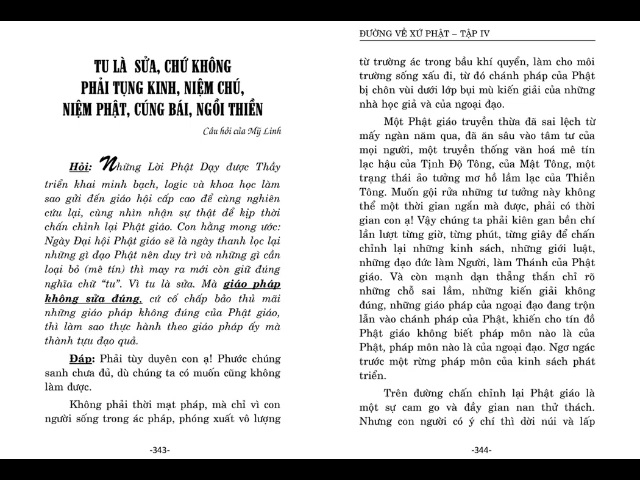 TU LÀ SỬA, CHỨ KHÔNG
PHẢI TỤNG KINH, NIỆM CHÚ,
NIỆM PHẬT, CÚNG BÁI, NGỒI THIỀN
Câu hỏi của Mỹ Linh
Hỏi: Những Lời Phật Dạy được Thầy
triển khai minh bạch, logic và khoa học làm
sao gửi đến giáo hội cấp cao để cùng nghiên
cứu lại, cùng nhìn nhận sự thật để kịp thời
chấn chỉnh lại Phật giáo. Con hằng mong ước:
Ngày Đại hội Phật giáo sẽ là ngày thanh lọc lại
những gì đạo Phật nên duy trì và những gì cần
loại bỏ (mê tín) thì may ra mới còn giữ đúng
nghĩa chữ “tu”. Vì tu là sửa. Mà giáo pháp
không sửa đúng, cứ cố chấp bảo thủ mãi
những giáo pháp không đúng của Phật giáo,
thì làm sao thực hành theo giáo pháp ấy mà
thành tựu đạo quả.
Đáp: Phải tùy duyên con ạ! Phước chúng
sanh chưa đủ, dù chúng ta có muốn cũng không
làm được.
Không phải thời mạt pháp, mà chỉ vì con
người sống trong ác pháp, phóng xuất vô lượng
-343-
ĐƯỜNG VỀ XỨ PHẬT – TẬP IV
từ trường ác trong bầu khí quyển, làm cho môi
trường sống xấu đi, từ đó chánh pháp của Phật
bị chôn vùi dưới lớp bụi mù kiến giải của những
nhà học giả và của ngoại đạo.
Một Phật giáo truyền thừa đã sai lệch từ
mấy ngàn năm qua, đã ăn sâu vào tâm tư của
mọi người, một truyền thống văn hoá mê tín
lạc hậu của Tịnh Độ Tông, của Mật Tông, một
trạng thái ảo tưởng mơ hồ lầm lạc của Thiền
Tông. Muốn gội rửa những tư tưởng này không
thể một thời gian ngắn mà được, phải có thời
gian con ạ! Vậy chúng ta phải kiên gan bền chí
lần lượt từng giờ, từng phút, từng giây để chấn
chỉnh lại những kinh sách, những giới luật,
những đạo đức làm Người, làm Thánh của Phật
giáo. Và còn mạnh dạn thẳng thắn chỉ rõ
những chỗ sai lầm, những kiến giải không
đúng, những giáo pháp của ngoại đạo đang trộn
lẫn vào chánh pháp của Phật, khiến cho tín đồ
Phật giáo không biết pháp môn nào là của
Phật, pháp môn nào là của ngoại đạo. Ngơ ngác
trước một rừng pháp môn của kinh sách phát
triển.
Trên đường chấn chỉnh lại Phật giáo là
một sự cam go và đầy gian nan thử thách.
Nhưng con người có ý chí thì dời núi và lấp
-344-